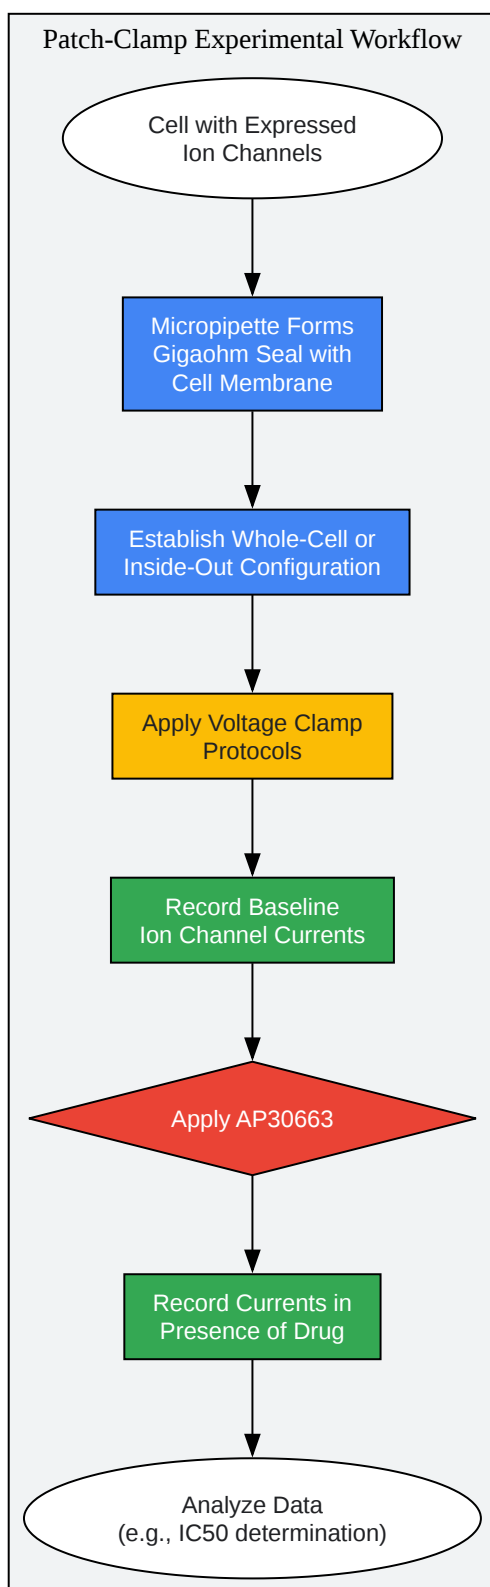 Patch-Clamp Experimental Workflow
Cell with Expressed
Ion Channels
Micropipette Forms
Gigaohm Seal with
Cell Membrane
Establish Whole-Cell or
Inside-Out Configuration
Apply Voltage Clamp
Protocols
Record Baseline
Ion Channel Currents
Apply AP30663
Record Currents in
Presence of Drug
Analyze Data
(e.g., IC50 determination)